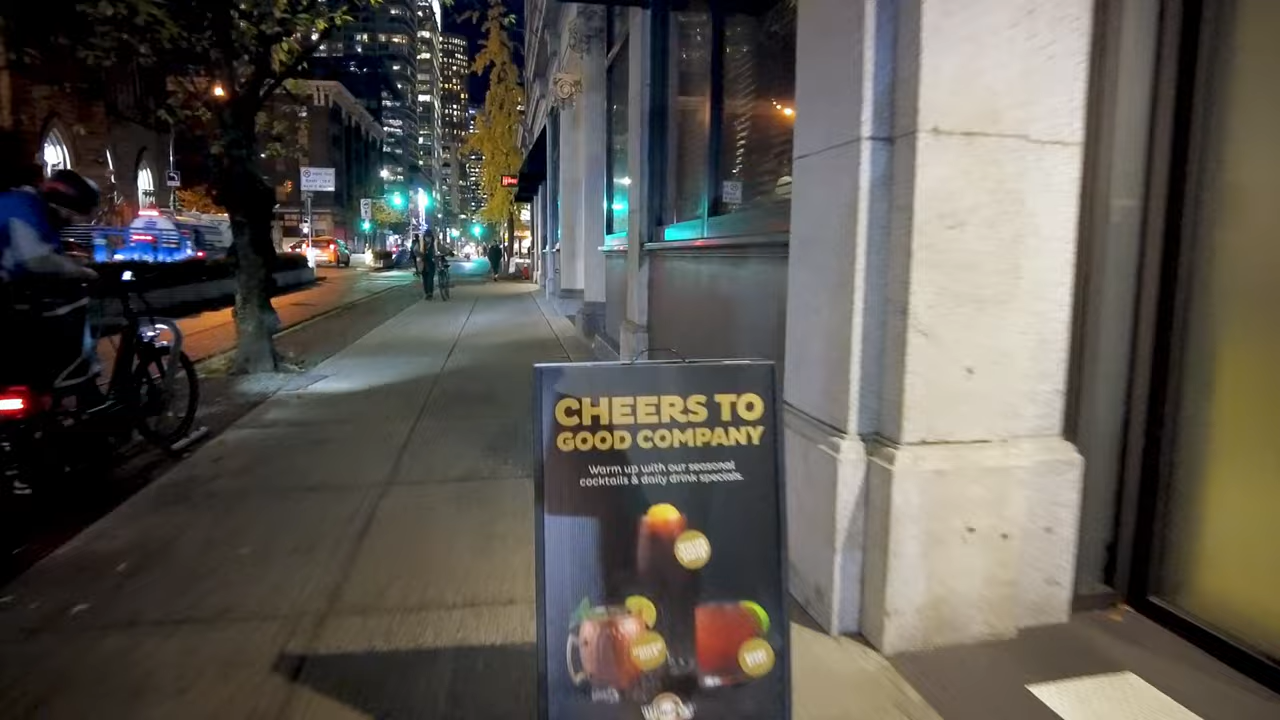 CHEERS TO
GOOD COMPANY
Warm up with our seasonal
cocktails & daily drink specials.